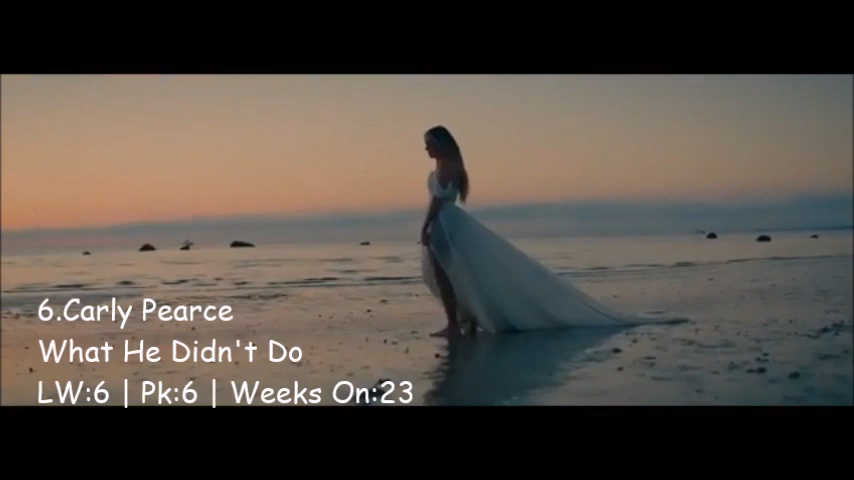 6.Carly Pearce
What He Didn't Do
LW:6 | Pk:6 | Weeks On:23